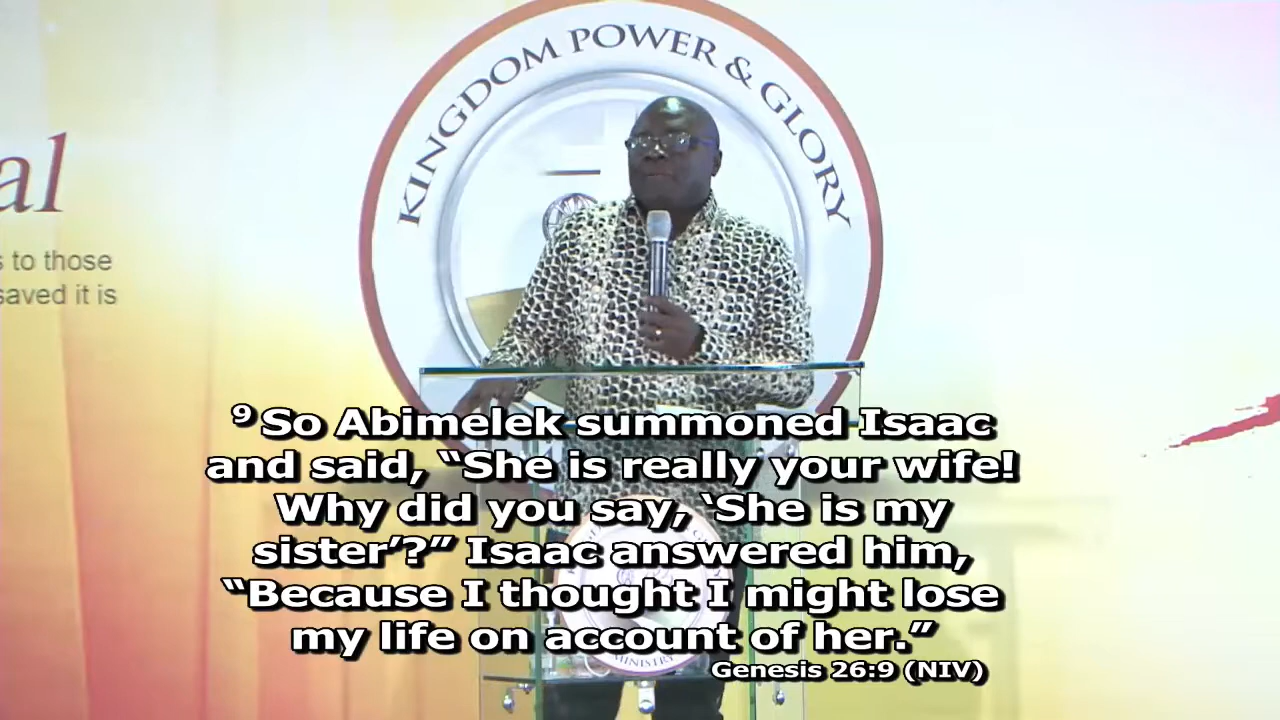 KINGDOM POWER & GLORY
al
s to those
saved it is
⁹ So Abimelek summoned Isaac
and said, “She is really your wife!
Why did you say, ‘She is my
sister’?” Isaac answered him,
“Because I thought I might lose
my life on account of her.”
Genesis 26:9 (NIV)
MINISTRY